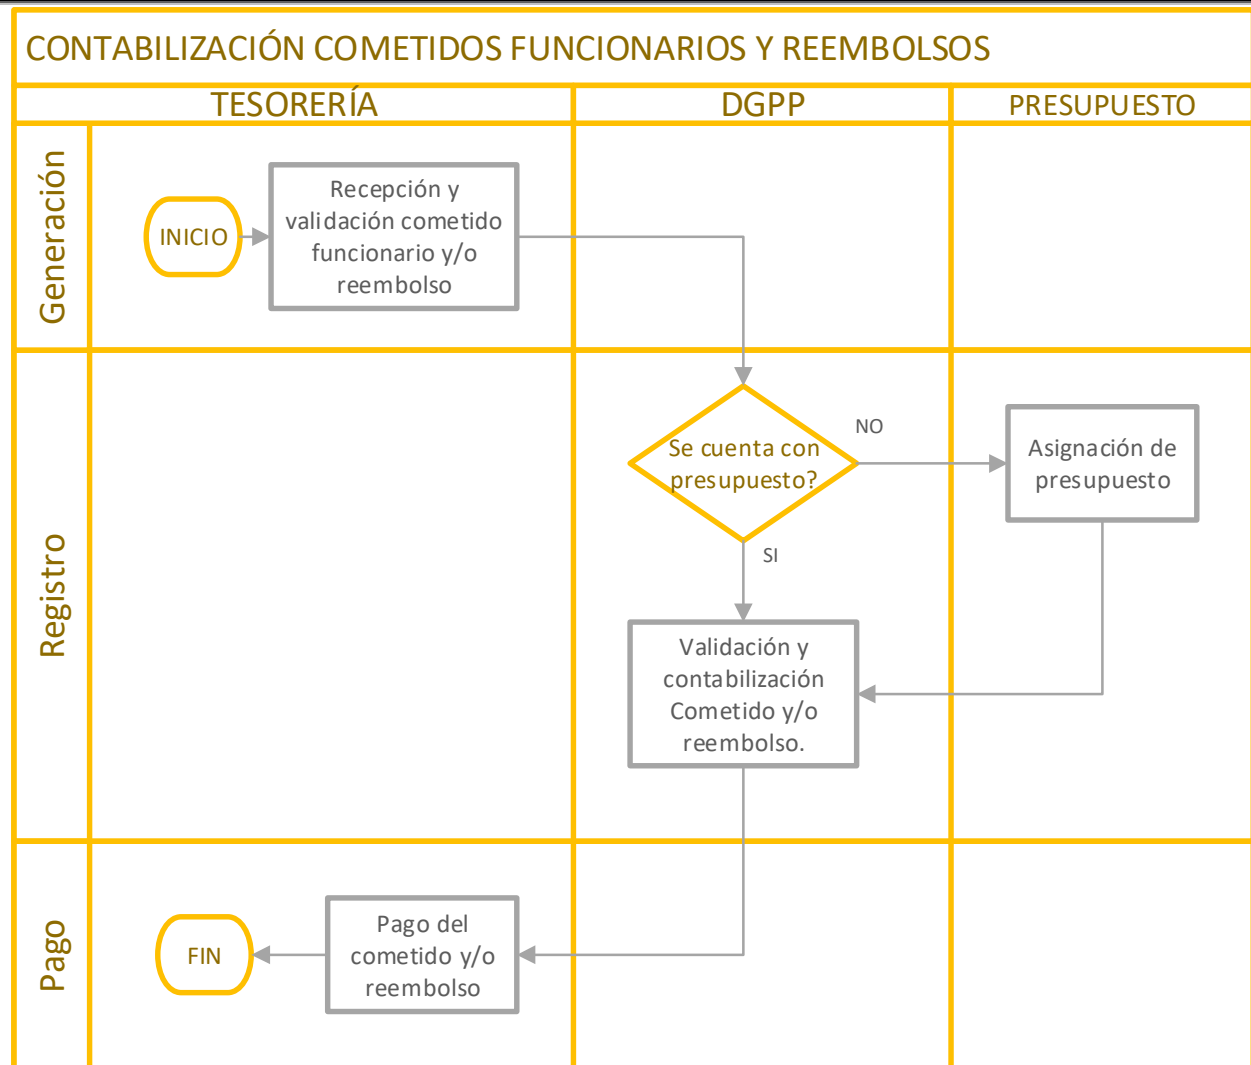 CONTABILIZACIÓN COMETIDOS FUNCIONARIOS Y REEMBOLSOS
TESORERÍA
DGPP
PRESUPUESTO
Generación
INICIO
Recepción y
validación cometido
funcionario y/o
reembolso
Registro
Se cuenta con
presupuesto?
NO
Asignación de
presupuesto
SI
Validación y
contabilización
Cometido y/o
reembolso.
Pago
FIN
Pago del
cometido y/o
reembolso